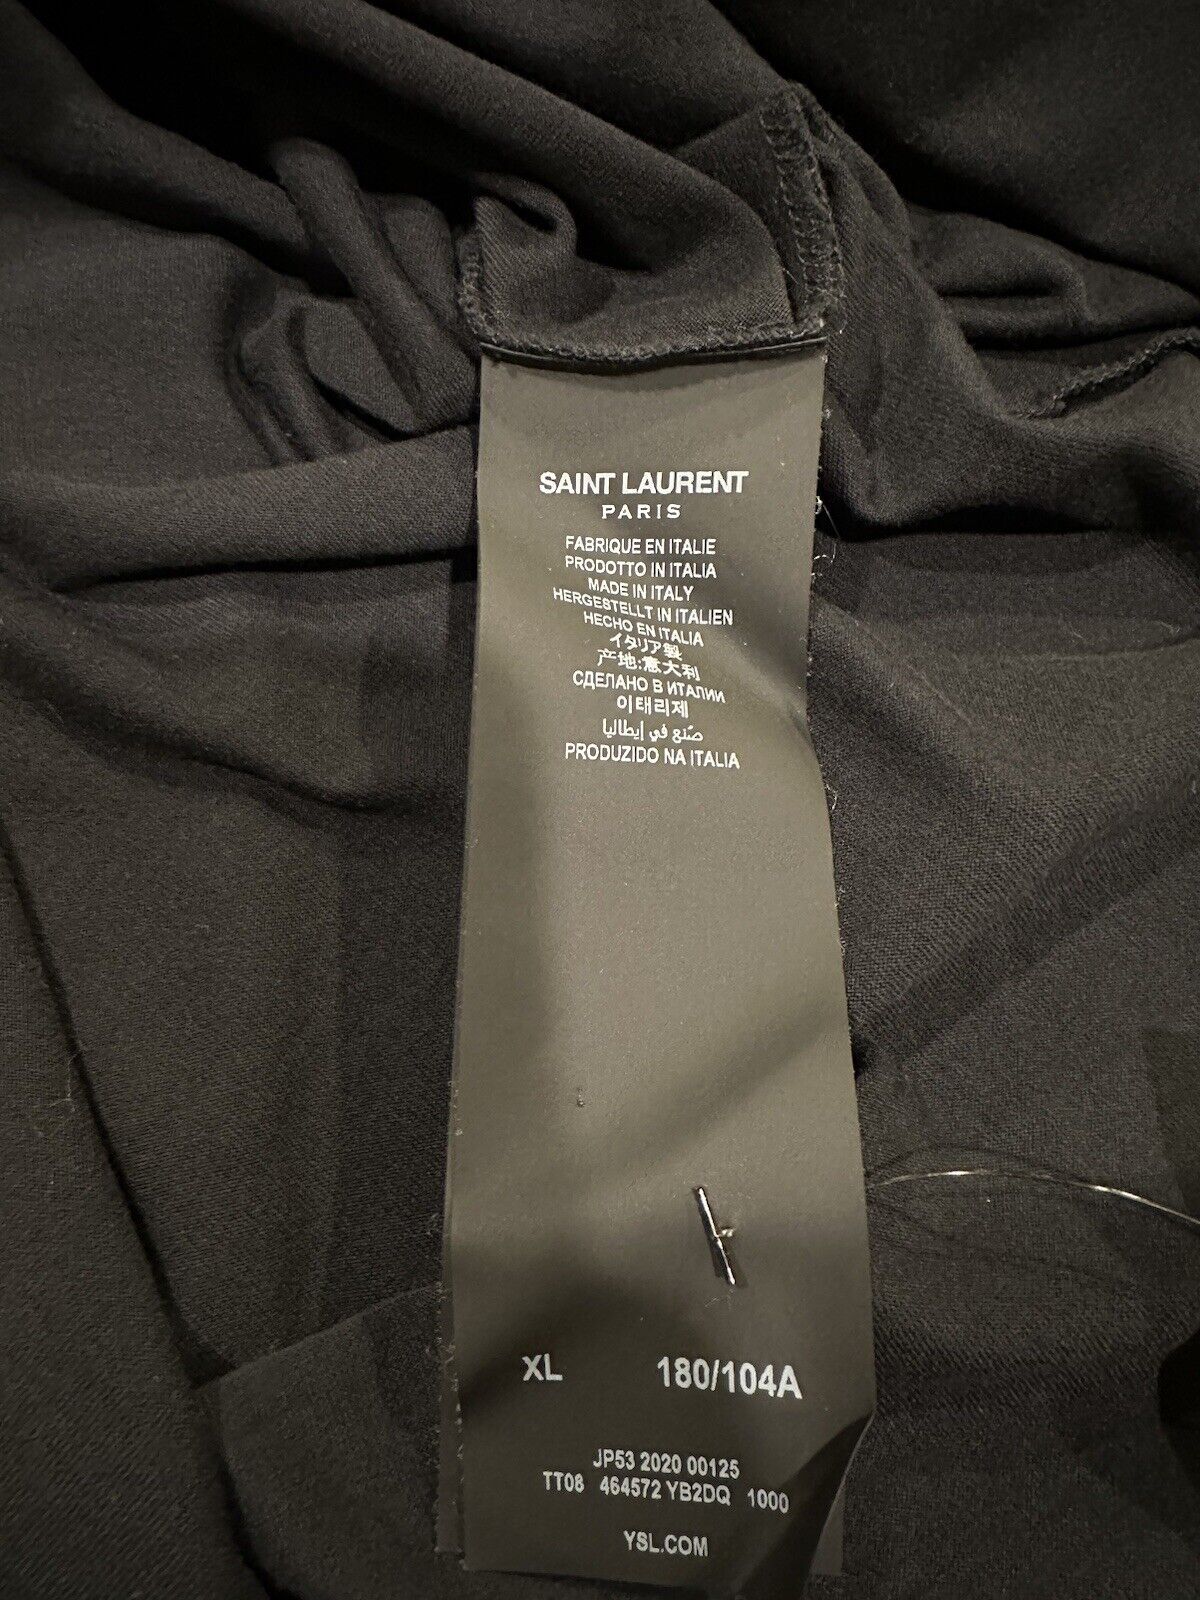 SAINT LAURENT
PARIS
FABRIQUE EN ITALIE
PRODOTTO IN ITALIA
MADE IN ITALY
HERGESTELLT IN ITALIEN
HECHO EN ITALIA
イタリア製
产地:意大利
СДЕЛАНО В ИТАЛИИ
이태리제
صنع في إيطاليا
PRODUZIDO NA ITALIA
XL 180/104A
JP53 2020 00125
TT08 464572 YB2DQ 1000
YSL.COM